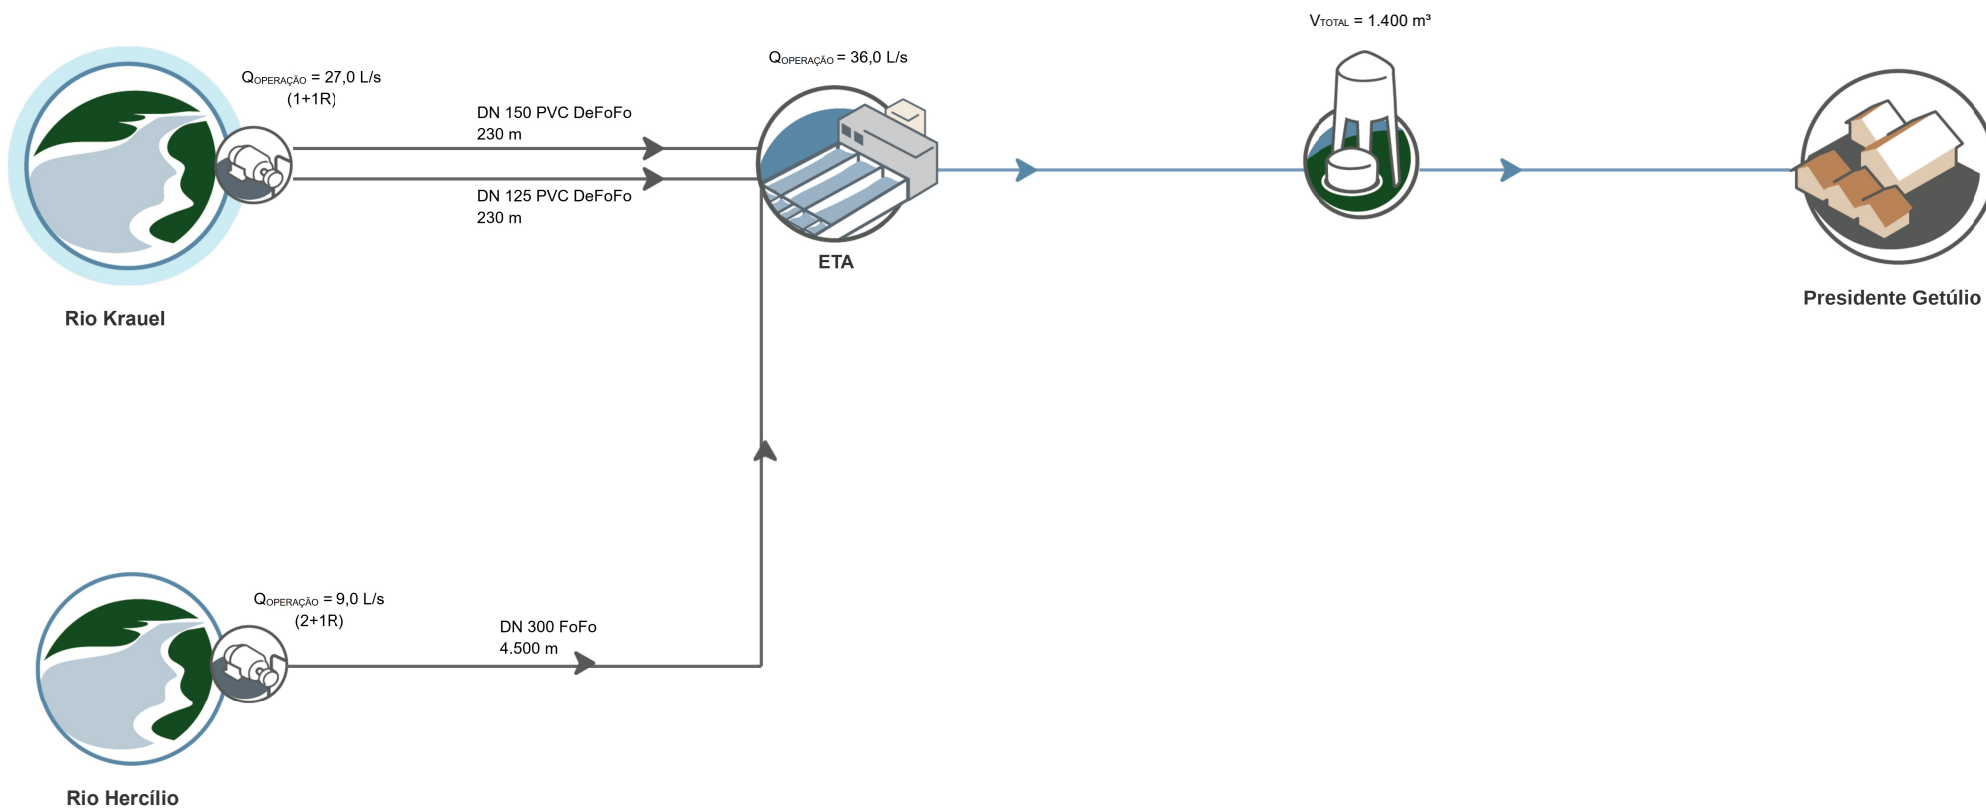 VTOTAL = 1.400 m³
QOPERAÇÃO = 27,0 L/s
(1+1R)
QOPERAÇÃO = 36,0 L/s
DN 150 PVC DeFoFo
230 m
DN 125 PVC DeFoFo
230 m
ETA
Rio Krauel
Presidente Getúlio
QOPERAÇÃO = 9,0 L/s
(2+1R)
DN 300 FoFo
4.500 m
Rio Hercílio